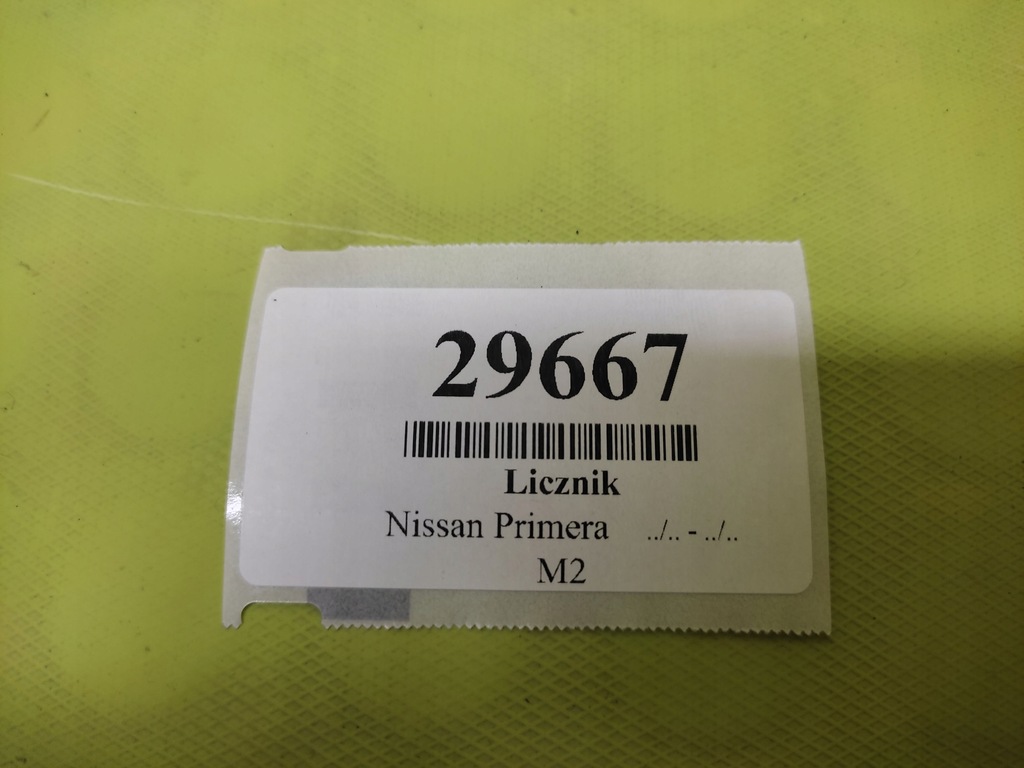 29667
Licznik
Nissan Primera ../.. - ../..
M2